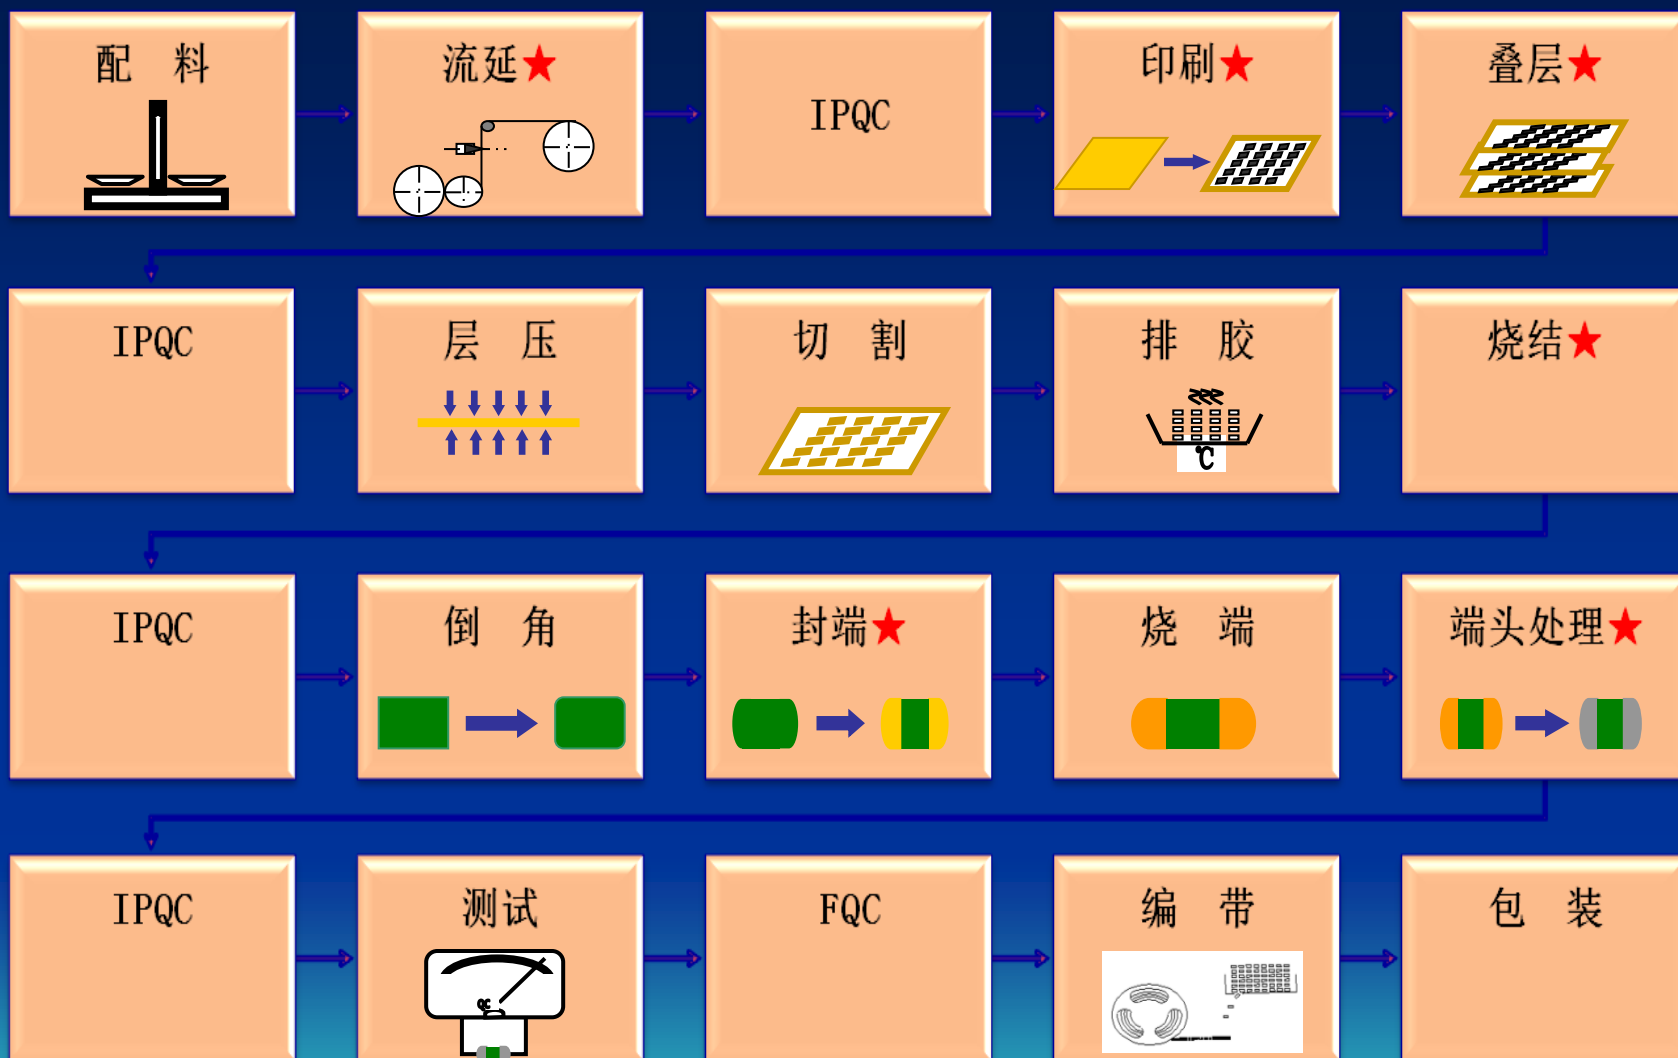 配 料
流延★
IPQC
印刷★
叠层★
IPQC
层 压
切 割
排 胶
℃
烧结★
IPQC
倒 角
封端★
烧 端
端头处理★
IPQC
测试
QC
FQC
编 带
包 装